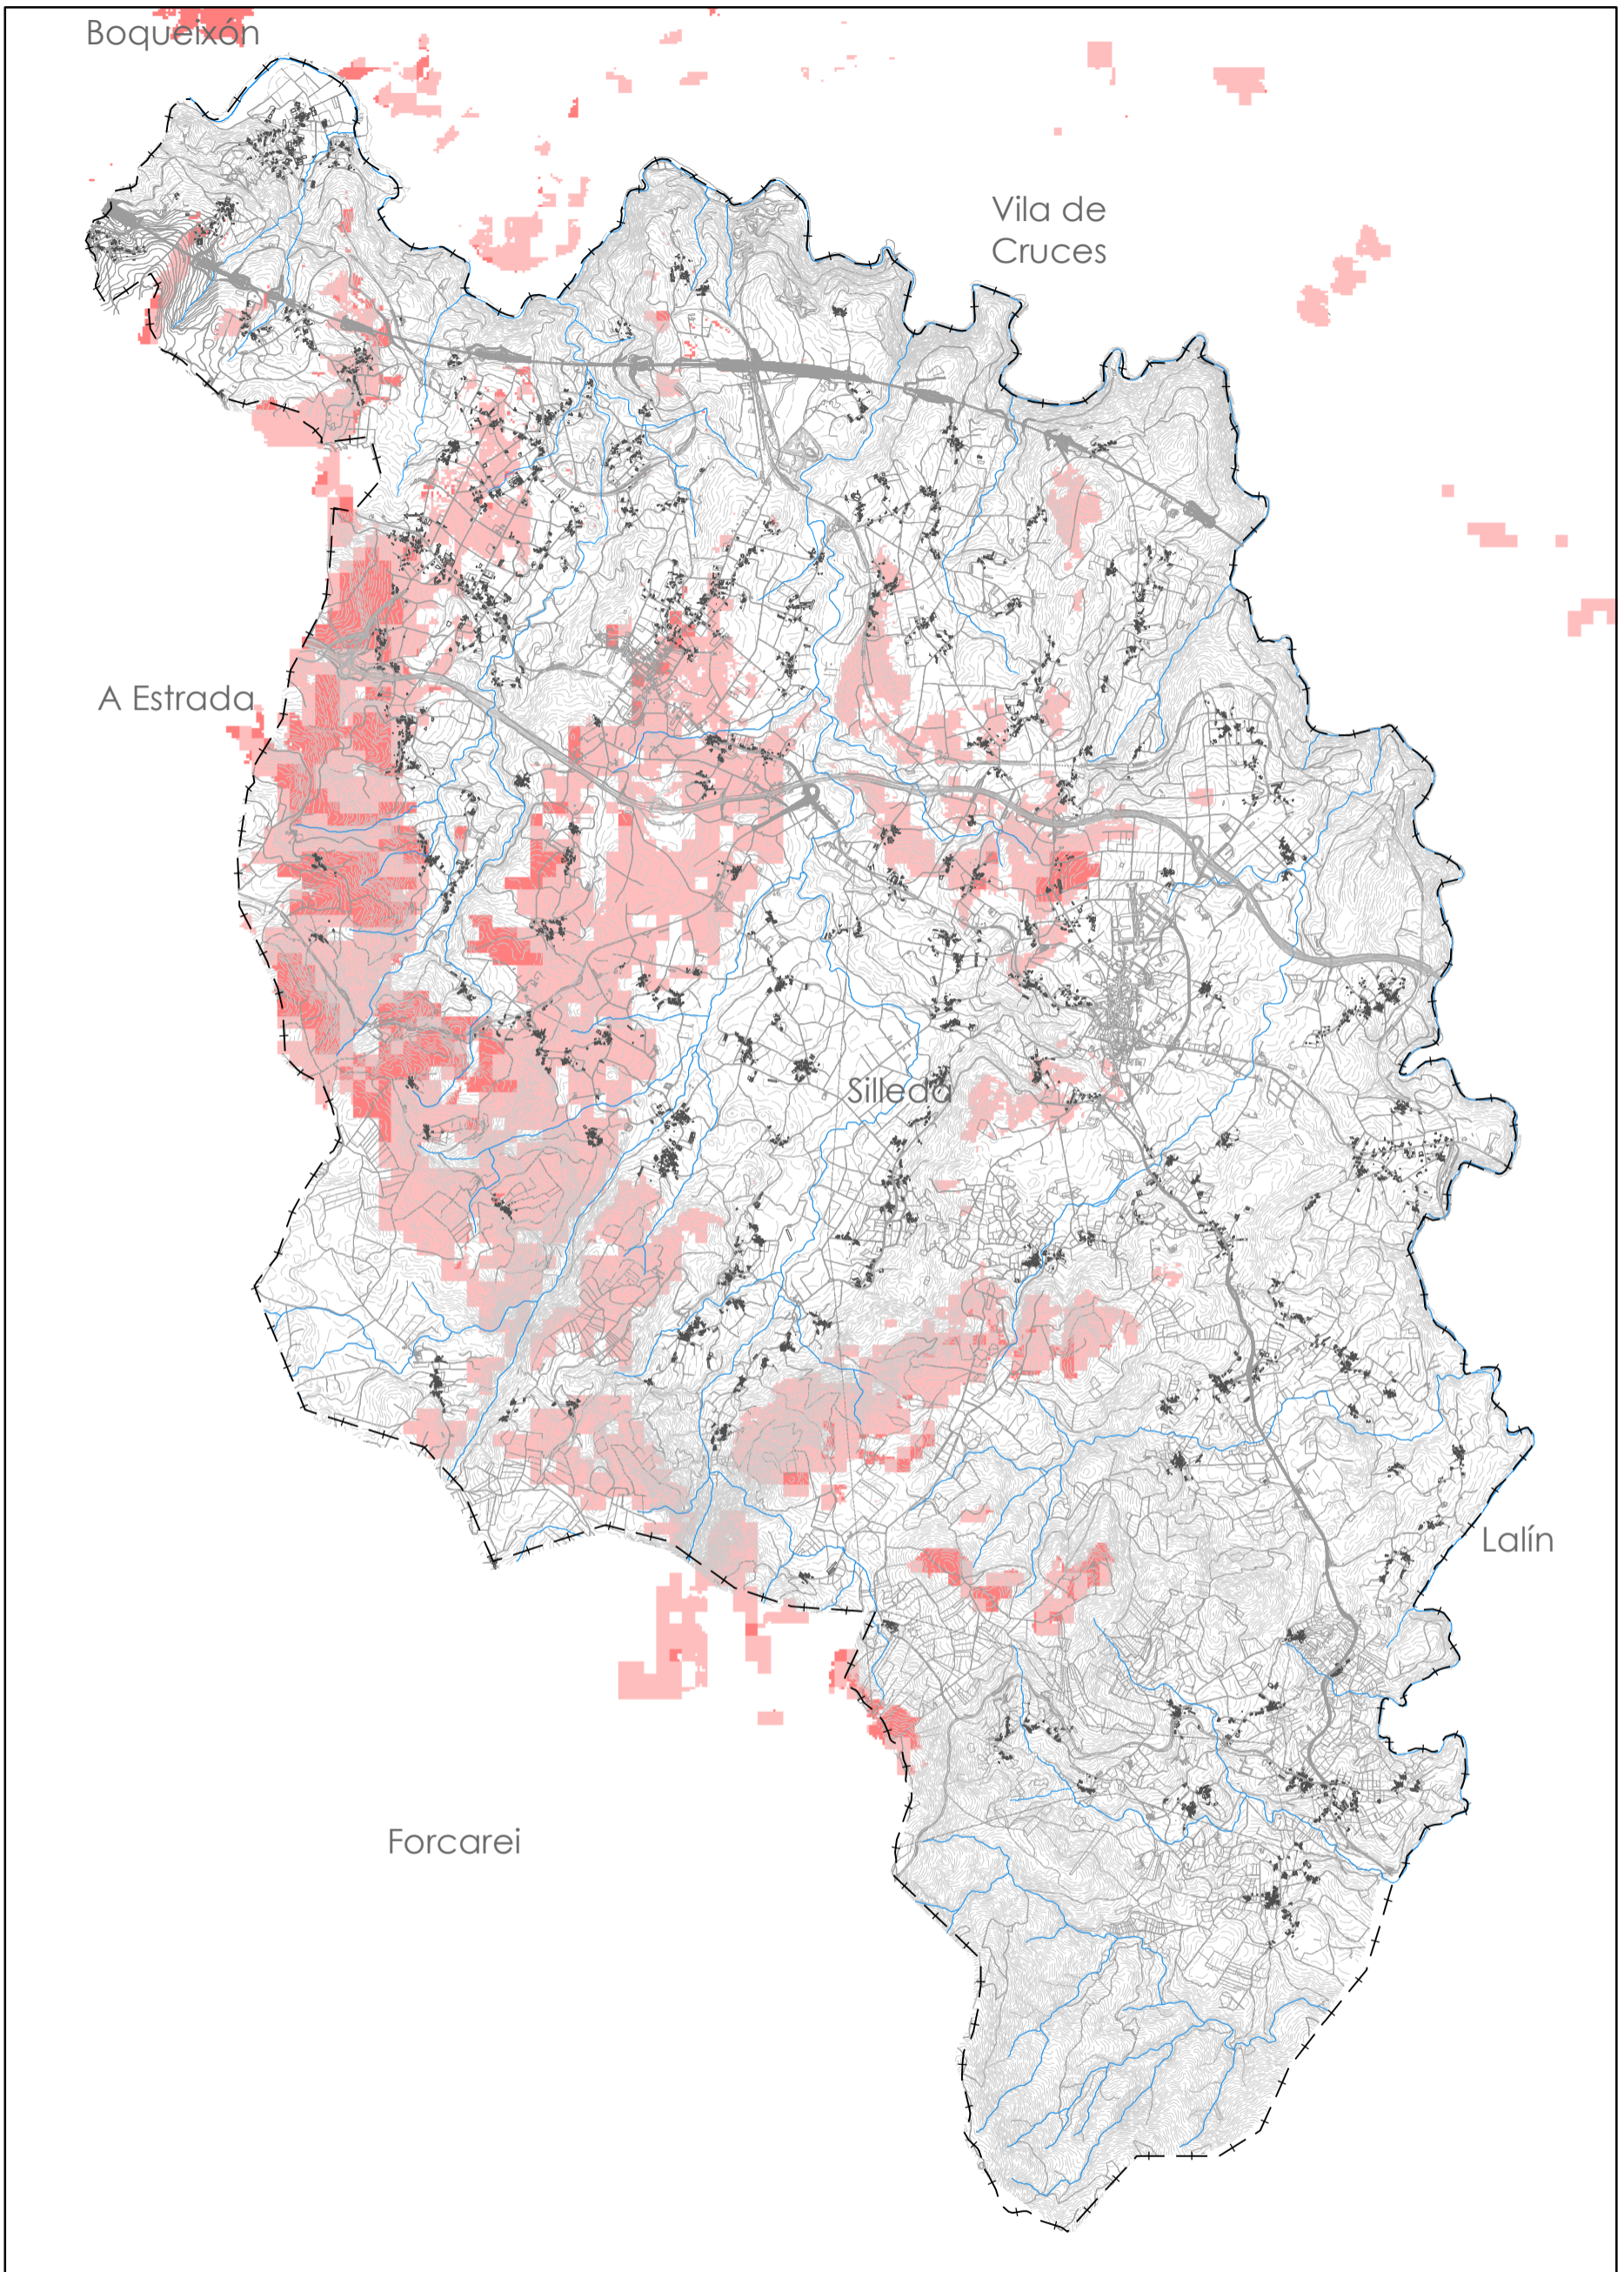 Boqueixón
Vila de
Cruces
A Estrada
Silleda
Lalín
Forcarei